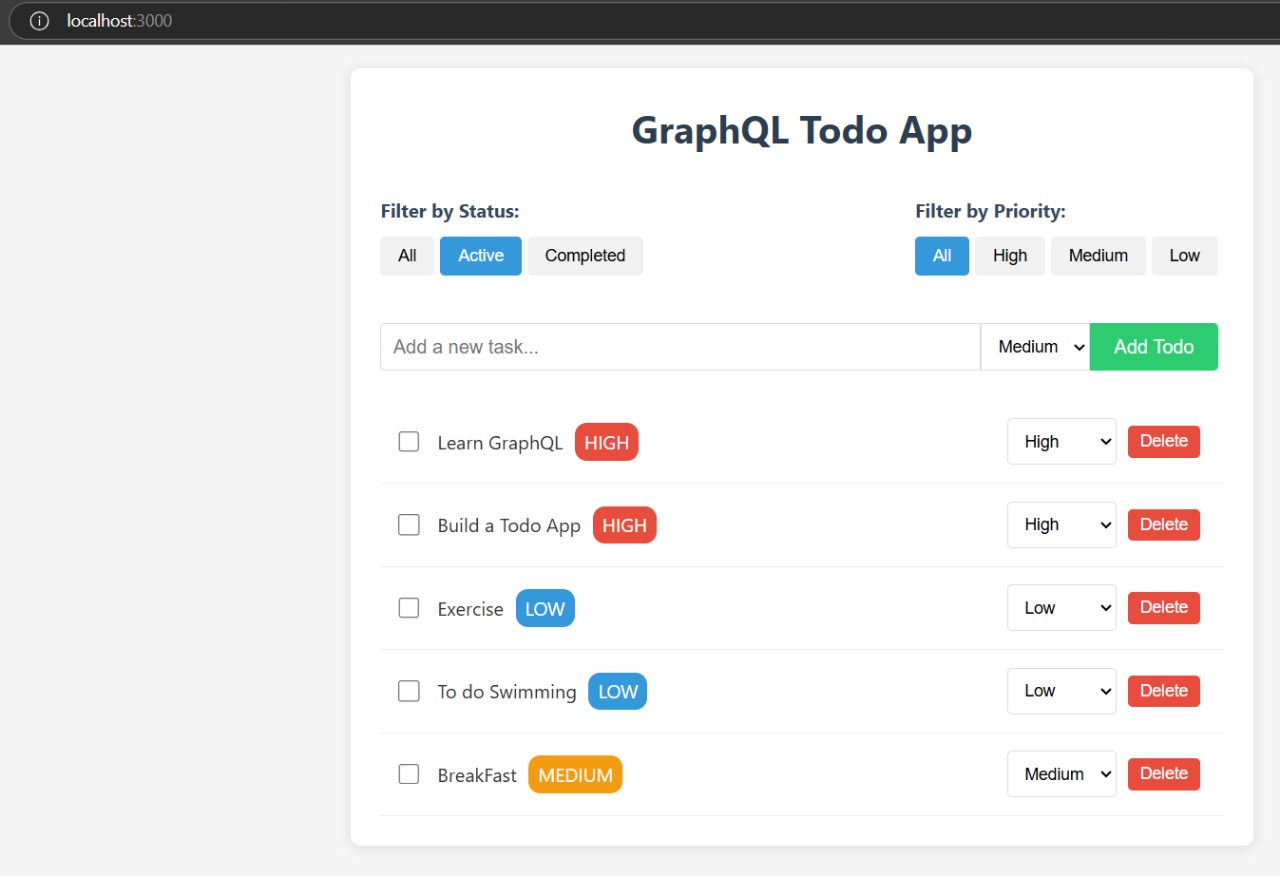 localhost:3000
GraphQL Todo App
Filter by Status:
Filter by Priority:
All Active Completed
All High Medium Low
Add a new task... Medium Add Todo
Learn GraphQL HIGH High Delete
Build a Todo App HIGH High Delete
Exercise LOW Low Delete
To do Swimming LOW Low Delete
BreakFast MEDIUM Medium Delete